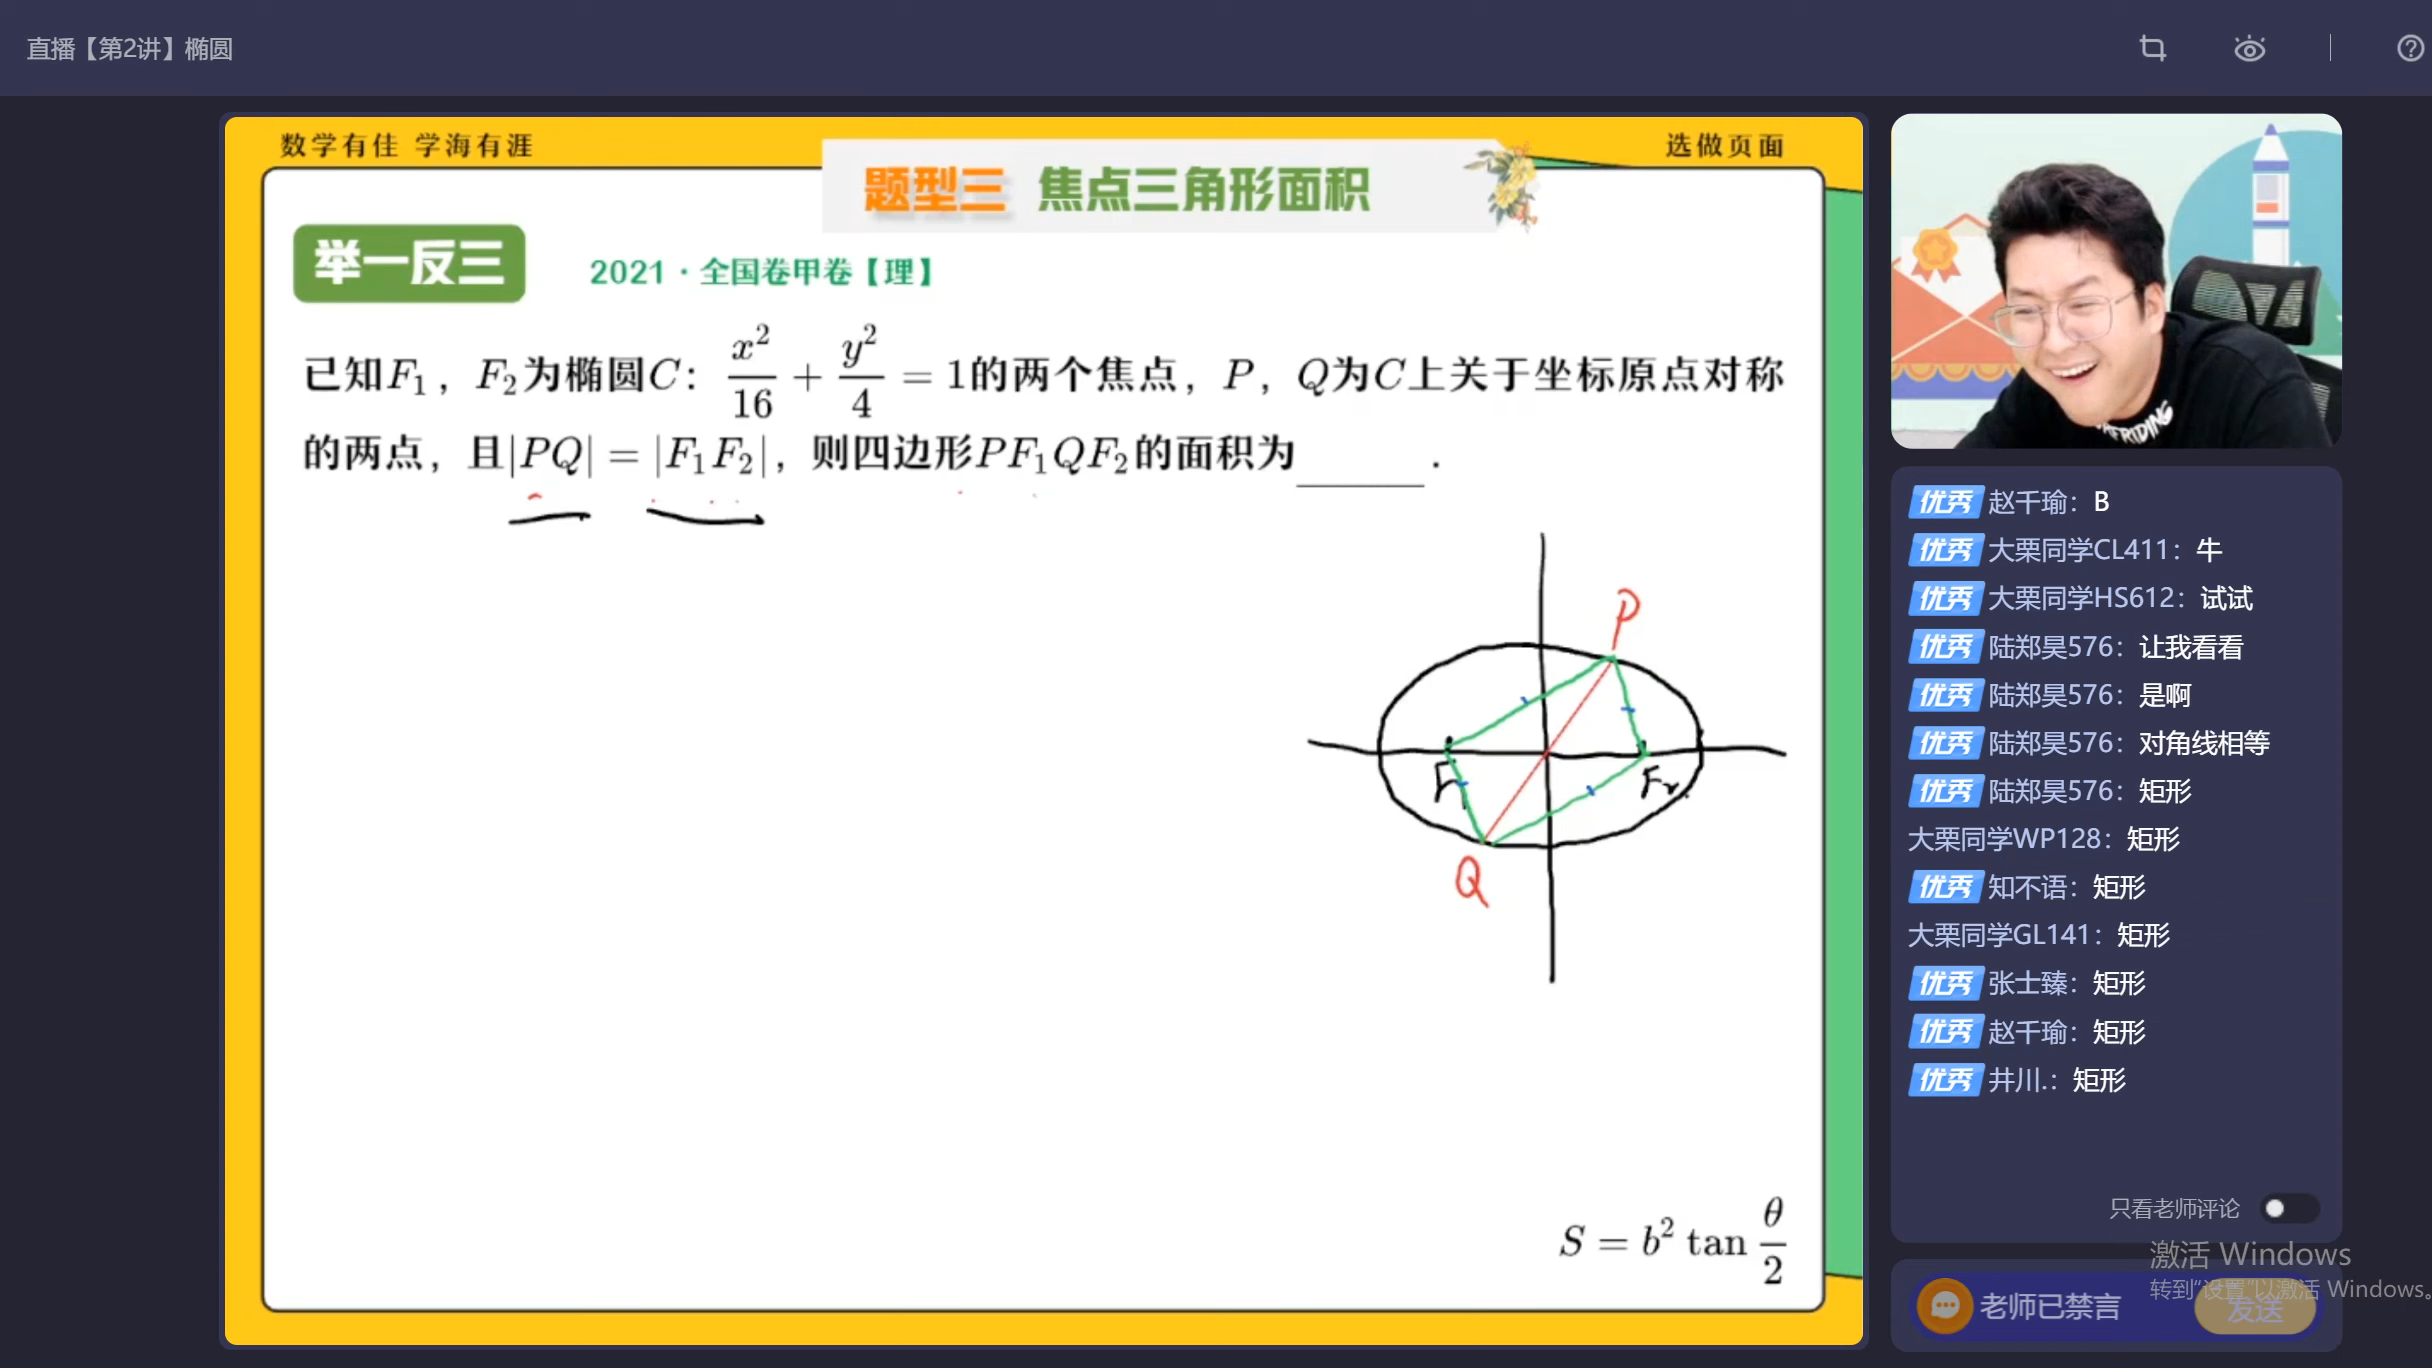 直播【第2讲】椭圆
数学有佳 学海有涯
选做页面
题型三 焦点三角形面积
举一反三
2021·全国卷甲卷【理】
已知F₁，F₂为椭圆C：x²/16 + y²/4 = 1的两个焦点，P，Q为C上关于坐标原点对称
的两点，且|PQ| = |F₁F₂|，则四边形PF₁QF₂的面积为______．
P
F₁
F₂
Q
S = b² tan θ/2
优秀 赵千瑜：B
优秀 大栗同学CL411：牛
优秀 大栗同学HS612：试试
优秀 陆郑昊576：让我看看
优秀 陆郑昊576：是啊
优秀 陆郑昊576：对角线相等
优秀 陆郑昊576：矩形
大栗同学WP128：矩形
优秀 知不语：矩形
大栗同学GL141：矩形
优秀 张士臻：矩形
优秀 赵千瑜：矩形
优秀 井川.：矩形
只看老师评论
激活 Windows
转到“设置”以激活 Windows。
老师已禁言
发送